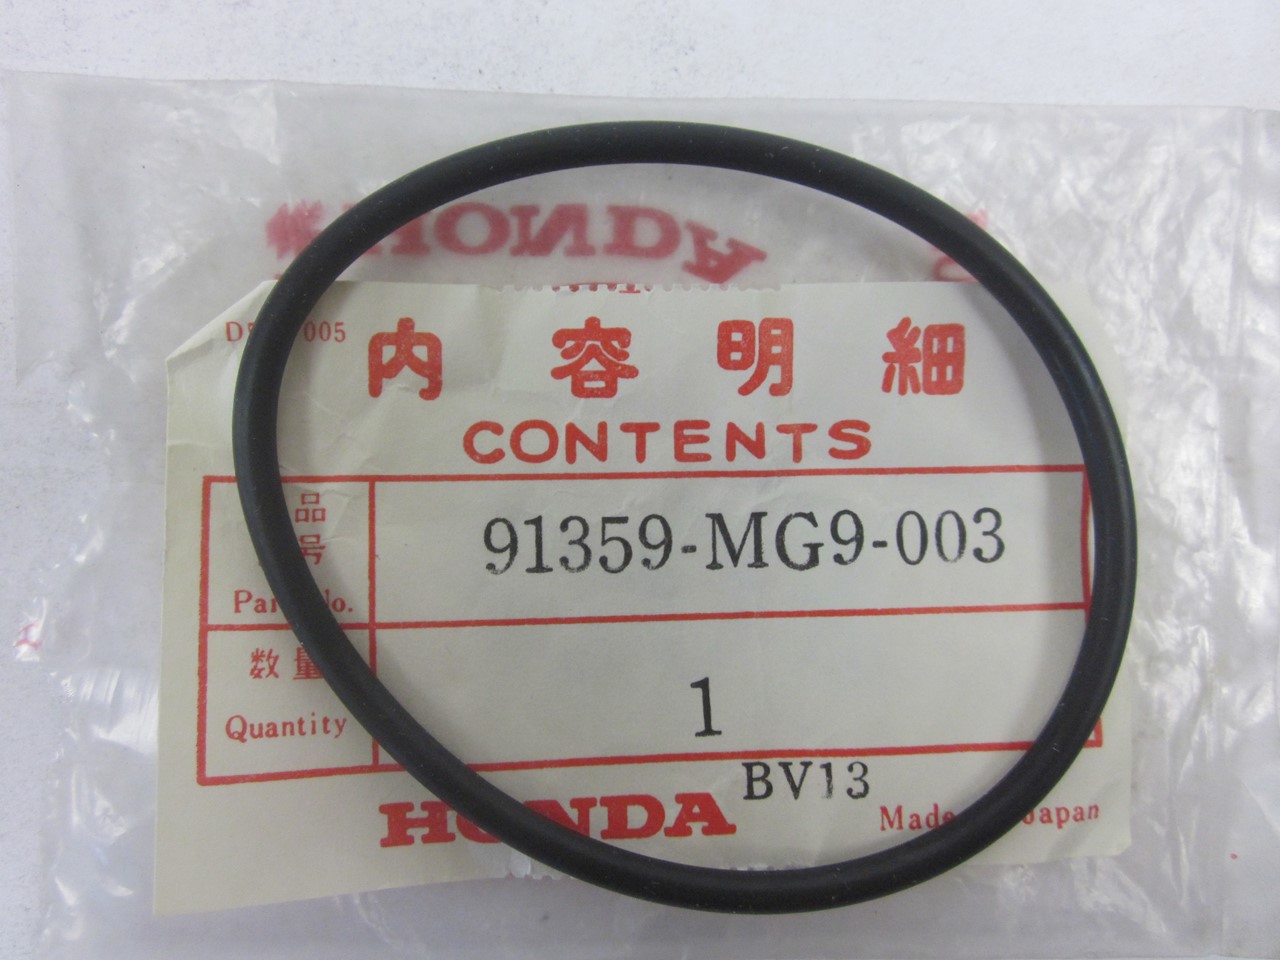 HONDA
005
内容明細
CONTENTS
品
号
91359-MG9-003
Part No.
数量
1
Quantity
BV13
HONDA
Made Japan